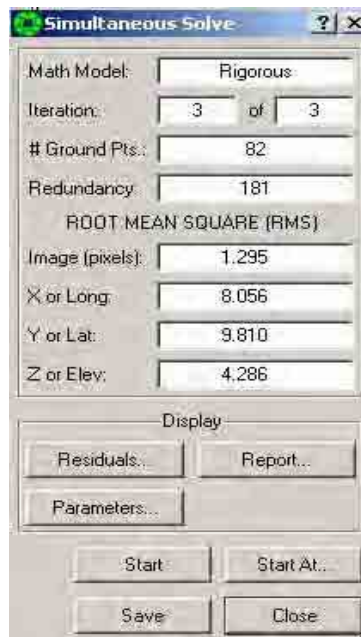 Simultaneous Solve ? ×
Math Model: Rigorous
Iteration: 3 of 3
# Ground Pts.: 82
Redundancy 181
ROOT MEAN SQUARE (RMS)
Image (pixels): 1.295
X or Long: 8.056
Y or Lat: 9.810
Z or Elev: 4.286
Display
Residuals... Report...
Parameters...
Start Start At..
Save Close